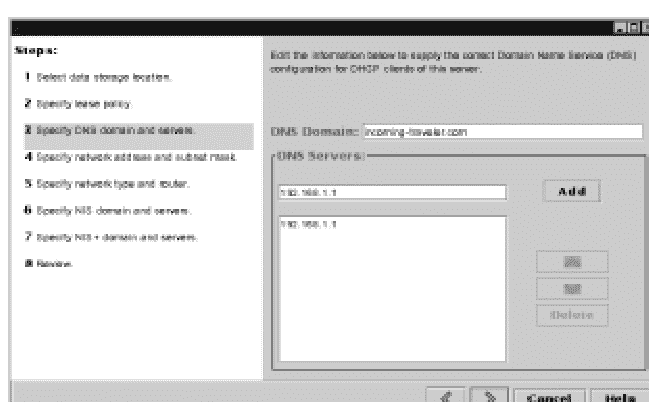 Steps:
1 Select data storage location.
2 Specify lease policy.
3 Specify DNS domain and servers.
4 Specify network address and subnet mask.
5 Specify network type and router.
6 Specify NIS domain and servers.
7 Specify NIS+ domain and servers.
8 Review.
Edit the information below to supply the correct Domain Name Service (DNS)
configuration for DHCP clients of this server.
DNS Domain: incoming-traveler.com
DNS Servers:
192.168.1.1
Add
192.168.1.1
Delete
Cancel
Help